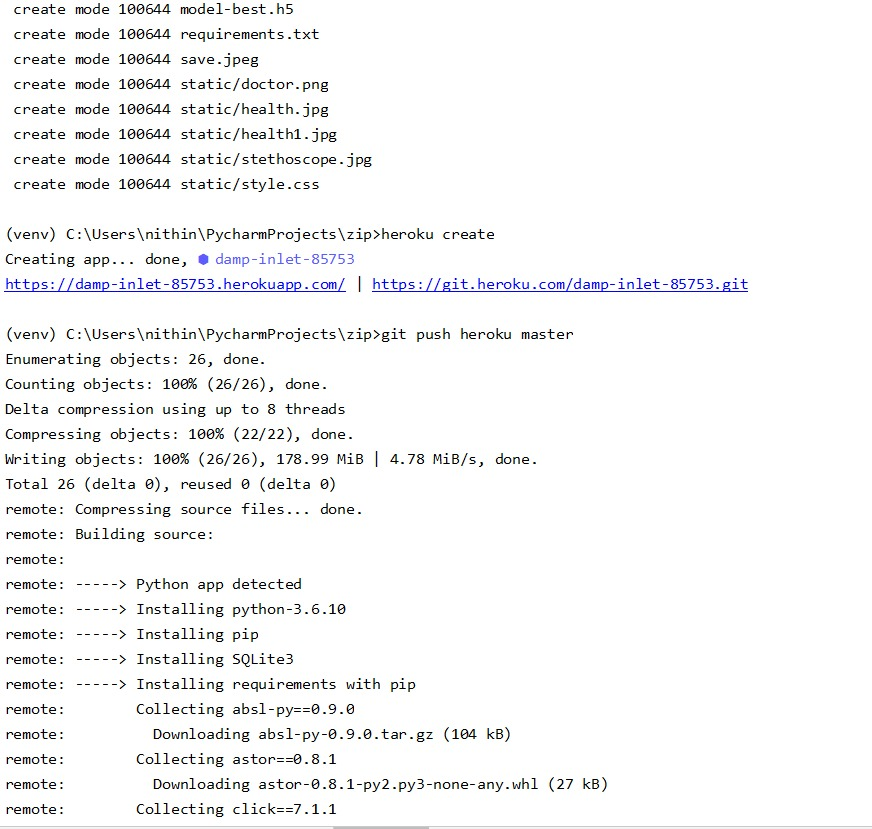 create mode 100644 model-best.h5
create mode 100644 requirements.txt
create mode 100644 save.jpeg
create mode 100644 static/doctor.png
create mode 100644 static/health.jpg
create mode 100644 static/health1.jpg
create mode 100644 static/stethoscope.jpg
create mode 100644 static/style.css
(venv) C:\Users\nithin\PycharmProjects\zip>heroku create
Creating app... done, ⬢ damp-inlet-85753
https://damp-inlet-85753.herokuapp.com/ | https://git.heroku.com/damp-inlet-85753.git
(venv) C:\Users\nithin\PycharmProjects\zip>git push heroku master
Enumerating objects: 26, done.
Counting objects: 100% (26/26), done.
Delta compression using up to 8 threads
Compressing objects: 100% (22/22), done.
Writing objects: 100% (26/26), 178.99 MiB | 4.78 MiB/s, done.
Total 26 (delta 0), reused 0 (delta 0)
remote: Compressing source files... done.
remote: Building source:
remote:
remote: -----> Python app detected
remote: -----> Installing python-3.6.10
remote: -----> Installing pip
remote: -----> Installing SQLite3
remote: -----> Installing requirements with pip
remote:        Collecting absl-py==0.9.0
remote:          Downloading absl-py-0.9.0.tar.gz (104 kB)
remote:        Collecting astor==0.8.1
remote:          Downloading astor-0.8.1-py2.py3-none-any.whl (27 kB)
remote:        Collecting click==7.1.1